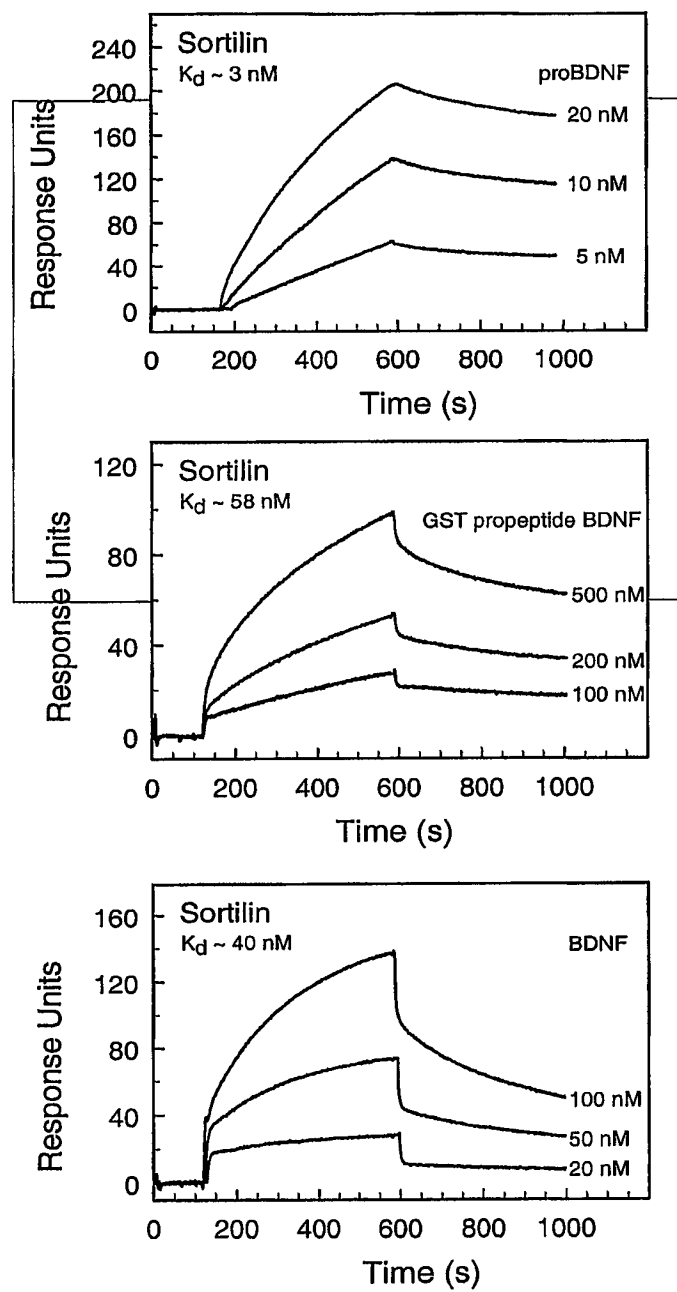 Sortilin
Kd ~ 3 nM
proBDNF
20 nM
10 nM
5 nM
240
200
160
120
80
40
0
Response Units
0 200 400 600 800 1000
Time (s)
Sortilin
Kd ~ 58 nM
GST propeptide BDNF
500 nM
200 nM
100 nM
120
80
40
0
Response Units
0 200 400 600 800 1000
Time (s)
Sortilin
Kd ~ 40 nM
BDNF
100 nM
50 nM
20 nM
160
120
80
40
0
Response Units
0 200 400 600 800 1000
Time (s)